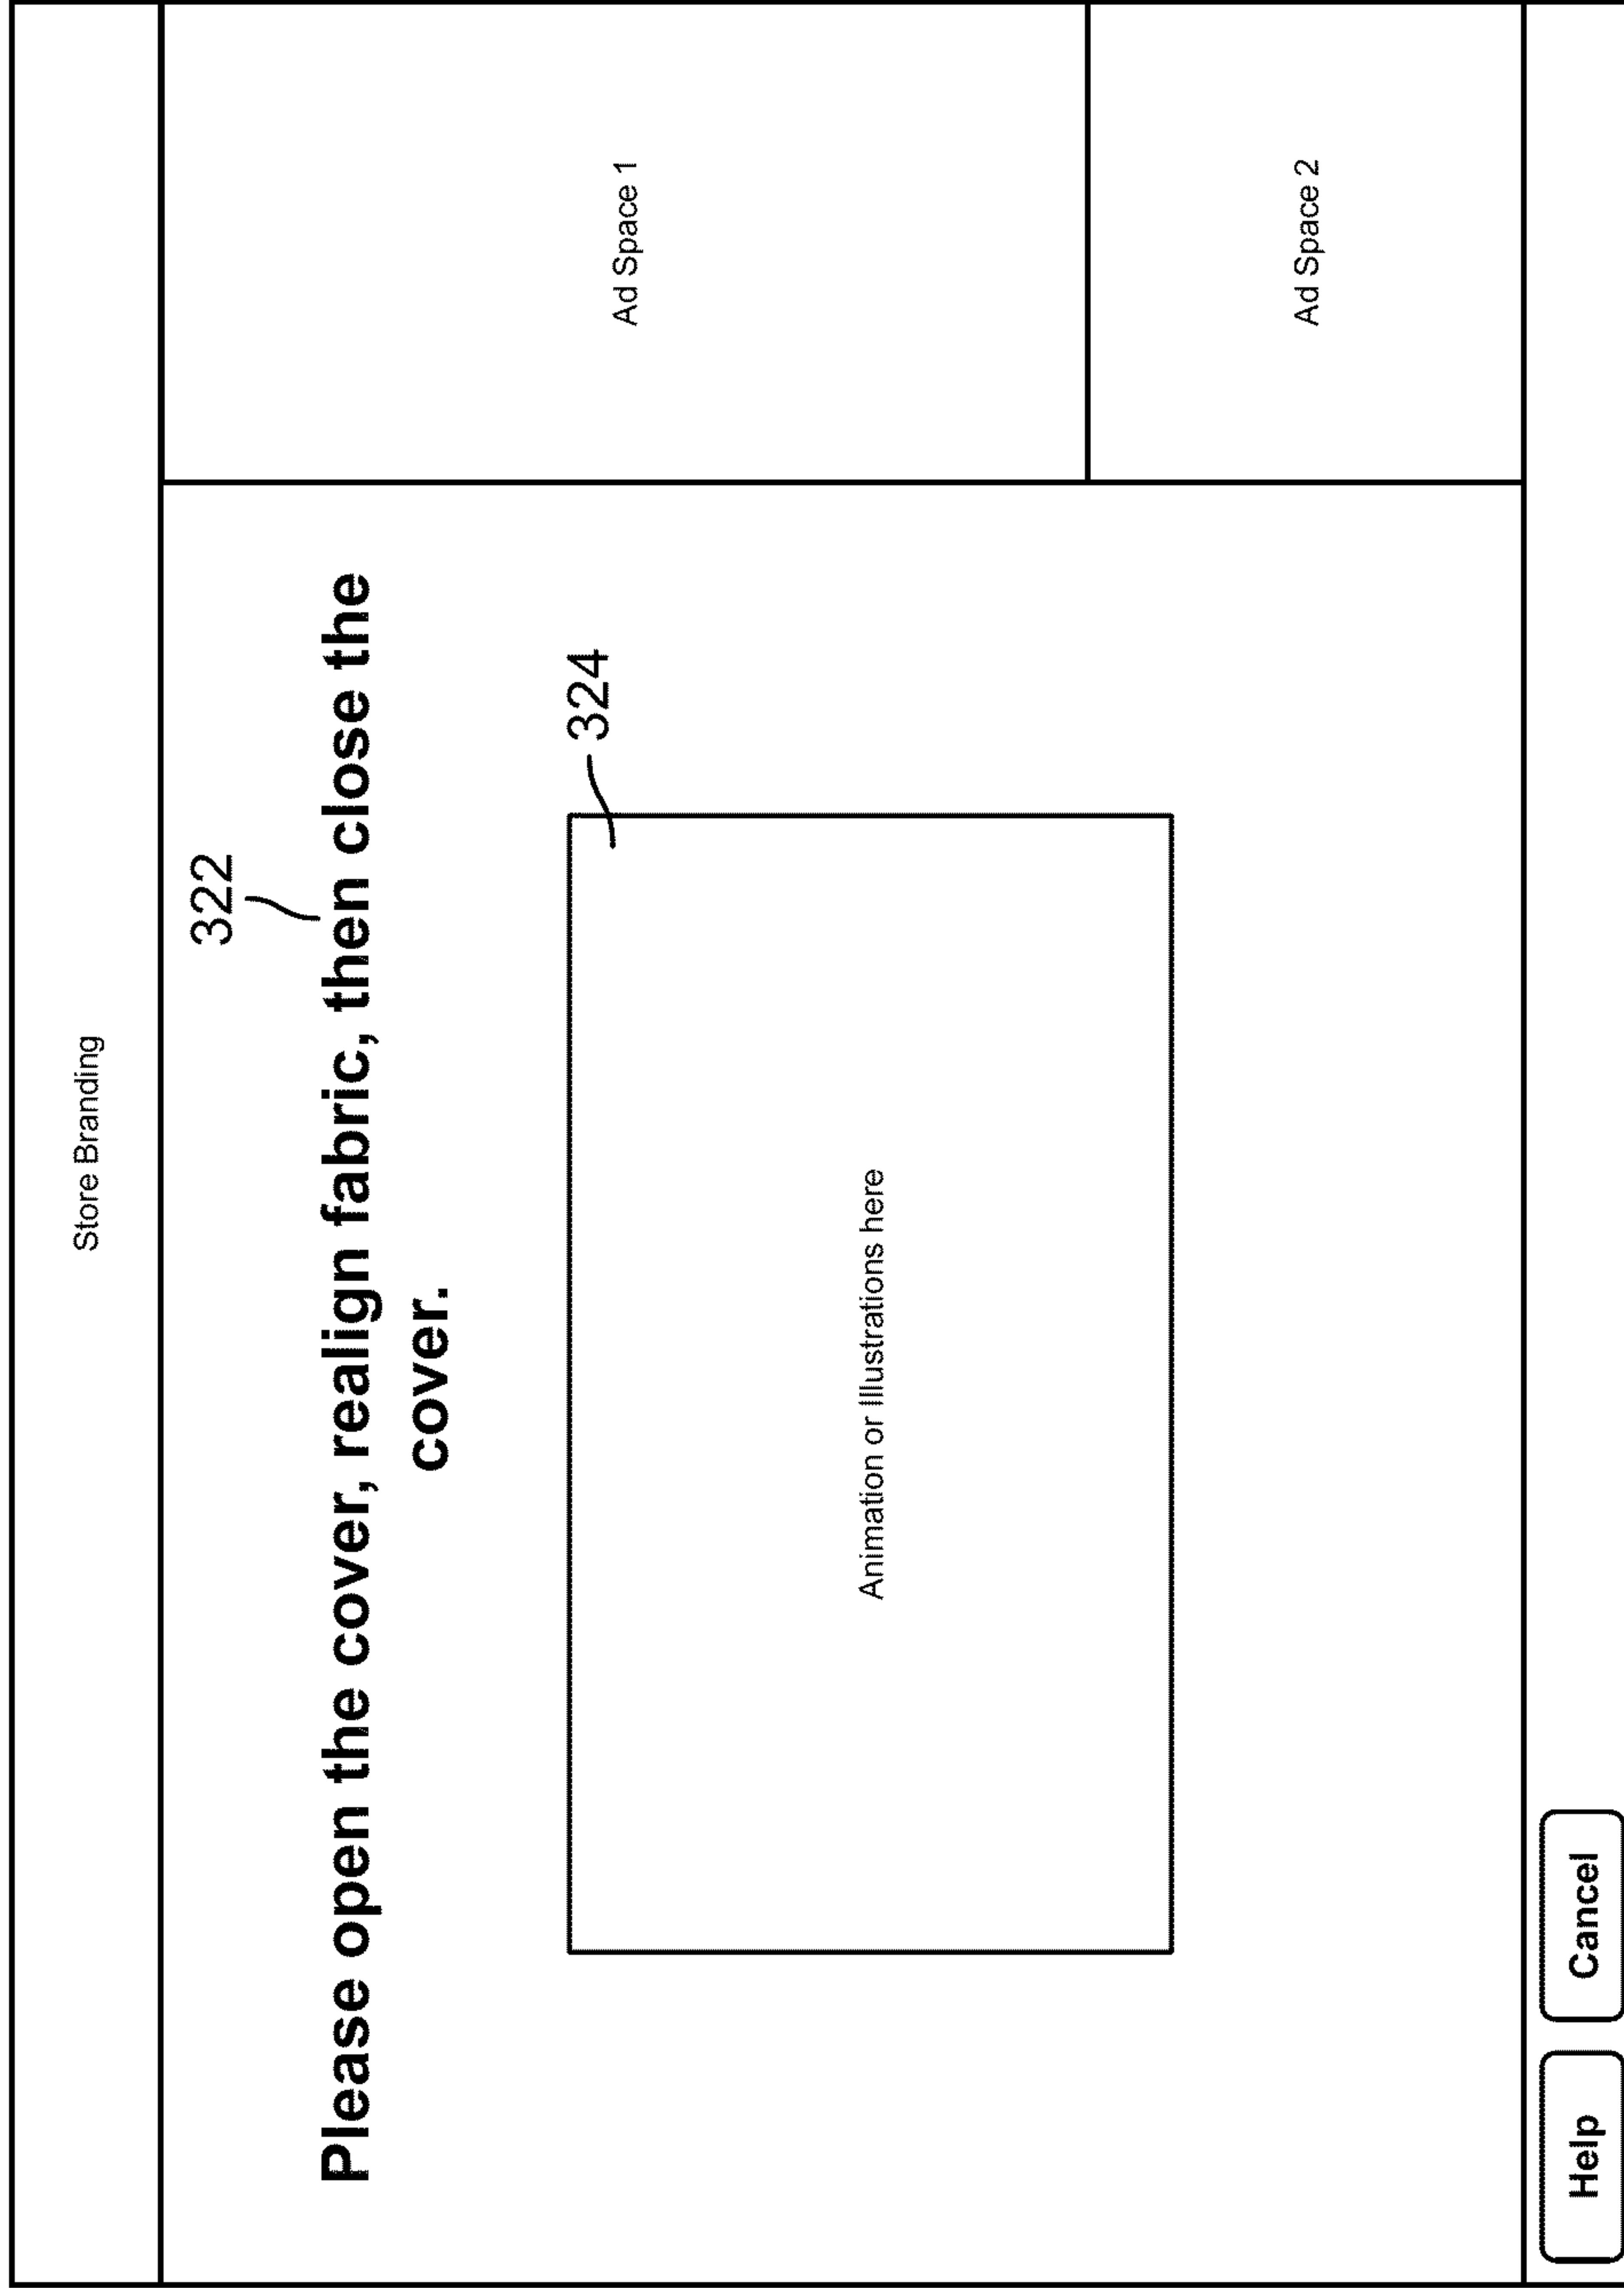 Store Branding
322
Please open the cover, realign fabric, then close the
cover.
324
Animation or Illustrations here
Ad Space 1
Ad Space 2
Help
Cancel